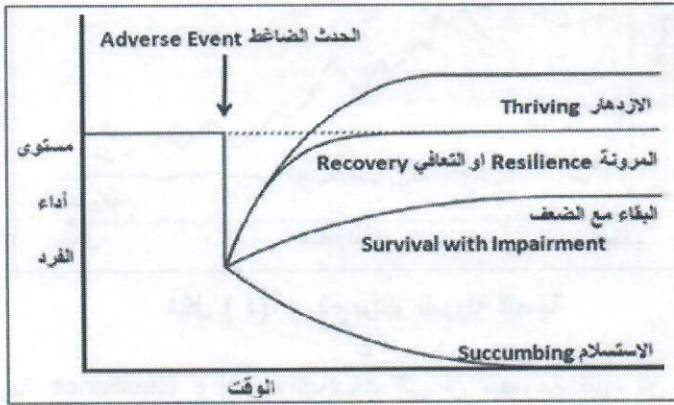 الحدث الضاغط Adverse Event
الازدهار Thriving
مستوى
أداء
الفرد
المرونة Resilience او التعافي Recovery
البقاء مع الضعف
Survival with Impairment
الاستسلام Succumbing
الوقت